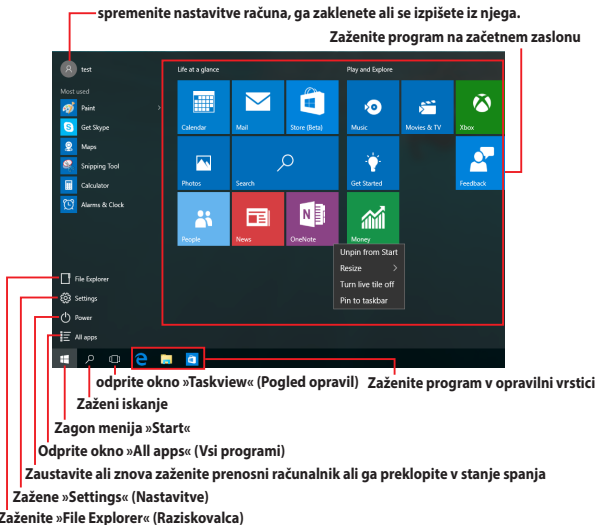 spremenite nastavitve računa, ga zaklenete ali se izpišete iz njega.
Zaženite program na začetnem zaslonu
test
Most used
Paint
Get Skype
Maps
Snipping Tool
Calculator
Alarms & Clock
File Explorer
Settings
Power
All apps
Life at a glance
Play and Explore
Calendar
Mail
Store (Beta)
Music
Movies & TV
Xbox
Photos
Search
Get Started
Feedback
People
News
OneNote
Money
Unpin from Start
Resize
Turn live tile off
Pin to taskbar
odprite okno »Taskview« (Pogled opravil)
Zaženite program v opravilni vrstici
Zaženi iskanje
Zagon menija »Start«
Odprite okno »All apps« (Vsi programi)
Zaustavite ali znova zaženite prenosni računalnik ali ga preklopite v stanje spanja
Zažene »Settings« (Nastavitve)
Zaženite »File Explorer« (Raziskovalca)